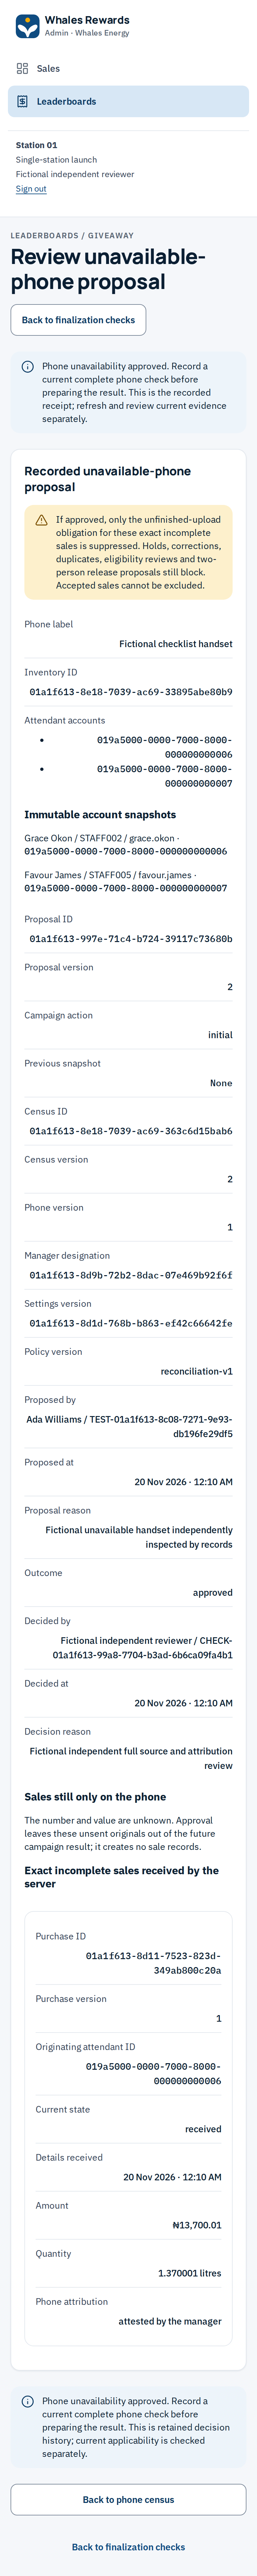 Whales Rewards
Admin · Whales Energy
Sales
Leaderboards
Station 01
Single-station launch
Fictional independent reviewer
Sign out
LEADERBOARDS / GIVEAWAY
Review unavailable-
phone proposal
Back to finalization checks
Phone unavailability approved. Record a
current complete phone check before
preparing the result. This is the recorded
receipt; refresh and review current evidence
separately.
Recorded unavailable-phone
proposal
If approved, only the unfinished-upload
obligation for these exact incomplete
sales is suppressed. Holds, corrections,
duplicates, eligibility reviews and two-
person release proposals still block.
Accepted sales cannot be excluded.
Phone label
Fictional checklist handset
Inventory ID
01a1f613-8e18-7039-ac69-33895abe80b9
Attendant accounts
• 019a5000-0000-7000-8000-
000000000006
• 019a5000-0000-7000-8000-
000000000007
Immutable account snapshots
Grace Okon / STAFF002 / grace.okon ·
019a5000-0000-7000-8000-000000000006
Favour James / STAFF005 / favour.james ·
019a5000-0000-7000-8000-000000000007
Proposal ID
01a1f613-997e-71c4-b724-39117c73680b
Proposal version
2
Campaign action
initial
Previous snapshot
None
Census ID
01a1f613-8e18-7039-ac69-363c6d15bab6
Census version
2
Phone version
1
Manager designation
01a1f613-8d9b-72b2-8dac-07e469b92f6f
Settings version
01a1f613-8d1d-768b-b863-ef42c66642fe
Policy version
reconciliation-v1
Proposed by
Ada Williams / TEST-01a1f613-8c08-7271-9e93-
db196fe29df5
Proposed at
20 Nov 2026 · 12:10 AM
Proposal reason
Fictional unavailable handset independently
inspected by records
Outcome
approved
Decided by
Fictional independent reviewer / CHECK-
01a1f613-99a8-7704-b3ad-6b6ca09fa4b1
Decided at
20 Nov 2026 · 12:10 AM
Decision reason
Fictional independent full source and attribution
review
Sales still only on the phone
The number and value are unknown. Approval
leaves these unsent originals out of the future
campaign result; it creates no sale records.
Exact incomplete sales received by the
server
Purchase ID
01a1f613-8d11-7523-823d-
349ab800c20a
Purchase version
1
Originating attendant ID
019a5000-0000-7000-8000-
000000000006
Current state
received
Details received
20 Nov 2026 · 12:10 AM
Amount
₦13,700.01
Quantity
1.370001 litres
Phone attribution
attested by the manager
Phone unavailability approved. Record a
current complete phone check before
preparing the result. This is retained decision
history; current applicability is checked
separately.
Back to phone census
Back to finalization checks